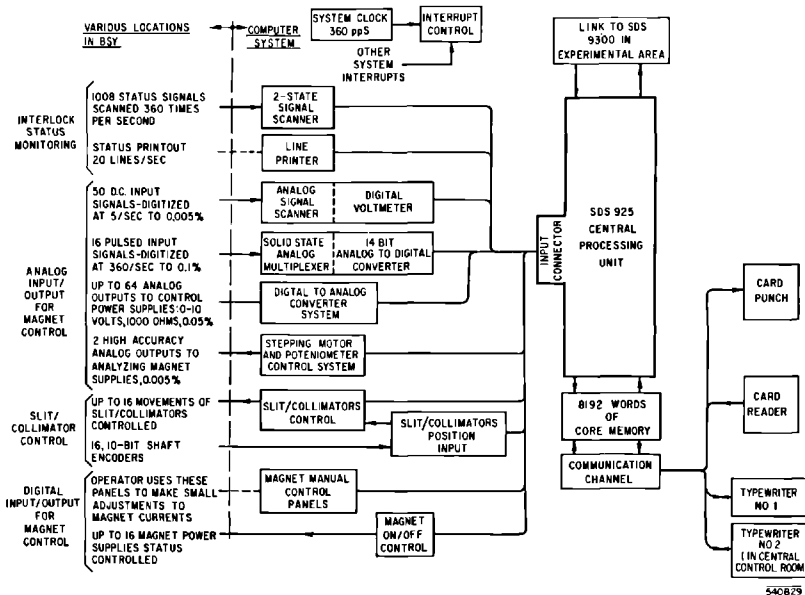 VARIOUS LOCATIONS
IN BSY
COMPUTER
SYSTEM
SYSTEM CLOCK
360 ppS
INTERRUPT
CONTROL
OTHER
SYSTEM
INTERRUPTS
LINK TO SDS
9300 IN
EXPERIMENTAL
AREA
INTERLOCK
STATUS
MONITORING
1008 STATUS SIGNALS
SCANNED 360 TIMES
PER SECOND
2-STATE
SIGNAL
SCANNER
STATUS PRINTOUT
20 LINES/SEC
LINE
PRINTER
ANALOG
INPUT/
OUTPUT
FOR
MAGNET
CONTROL
50 D.C. INPUT
SIGNALS-DIGITIZED
AT 5/SEC TO 0.005%
ANALOG
SIGNAL
SCANNER
DIGITAL
VOLTMETER
16 PULSED INPUT
SIGNALS-DIGITIZED
AT 360/SEC TO 0.1%
SOLID STATE
ANALOG
MULTIPLEXER
14 BIT
ANALOG TO DIGITAL
CONVERTER
UP TO 64 ANALOG
OUTPUTS TO CONTROL
POWER SUPPLIES:0-10
VOLTS,1000 OHMS,0.05%
DIGTAL TO ANALOG
CONVERTER
SYSTEM
2 HIGH ACCURACY
ANALOG OUTPUTS TO
ANALYZING MAGNET
SUPPLIES,0.005%
STEPPING MOTOR
AND POTENIOMETER
CONTROL SYSTEM
INPUT
CONNECTOR
SDS 925
CENTRAL
PROCESSING
UNIT
SLIT/
COLLIMATOR
CONTROL
UP TO 16 MOVEMENTS OF
SLIT/COLLIMATORS
CONTROLLED
SLIT/COLLIMATORS
CONTROL
16, 10-BIT SHAFT
ENCODERS
SLIT/COLLIMATORS
POSITION
INPUT
8192 WORDS
OF
CORE MEMORY
COMMUNICATION
CHANNEL
CARD
PUNCH
CARD
READER
DIGITAL
INPUT/OUTPUT
FOR
MAGNET
CONTROL
OPERATOR USES THESE
PANELS TO MAKE SMALL
ADJUSTMENTS TO
MAGNET CURRENTS
MAGNET MANUAL
CONTROL
PANELS
UP TO 16 MAGNET POWER
SUPPLIES STATUS
CONTROLLED
MAGNET
ON/OFF
CONTROL
TYPEWRITER
NO 1
TYPEWRITER
NO 2
(IN CENTRAL
CONTROL ROOM)
540B29